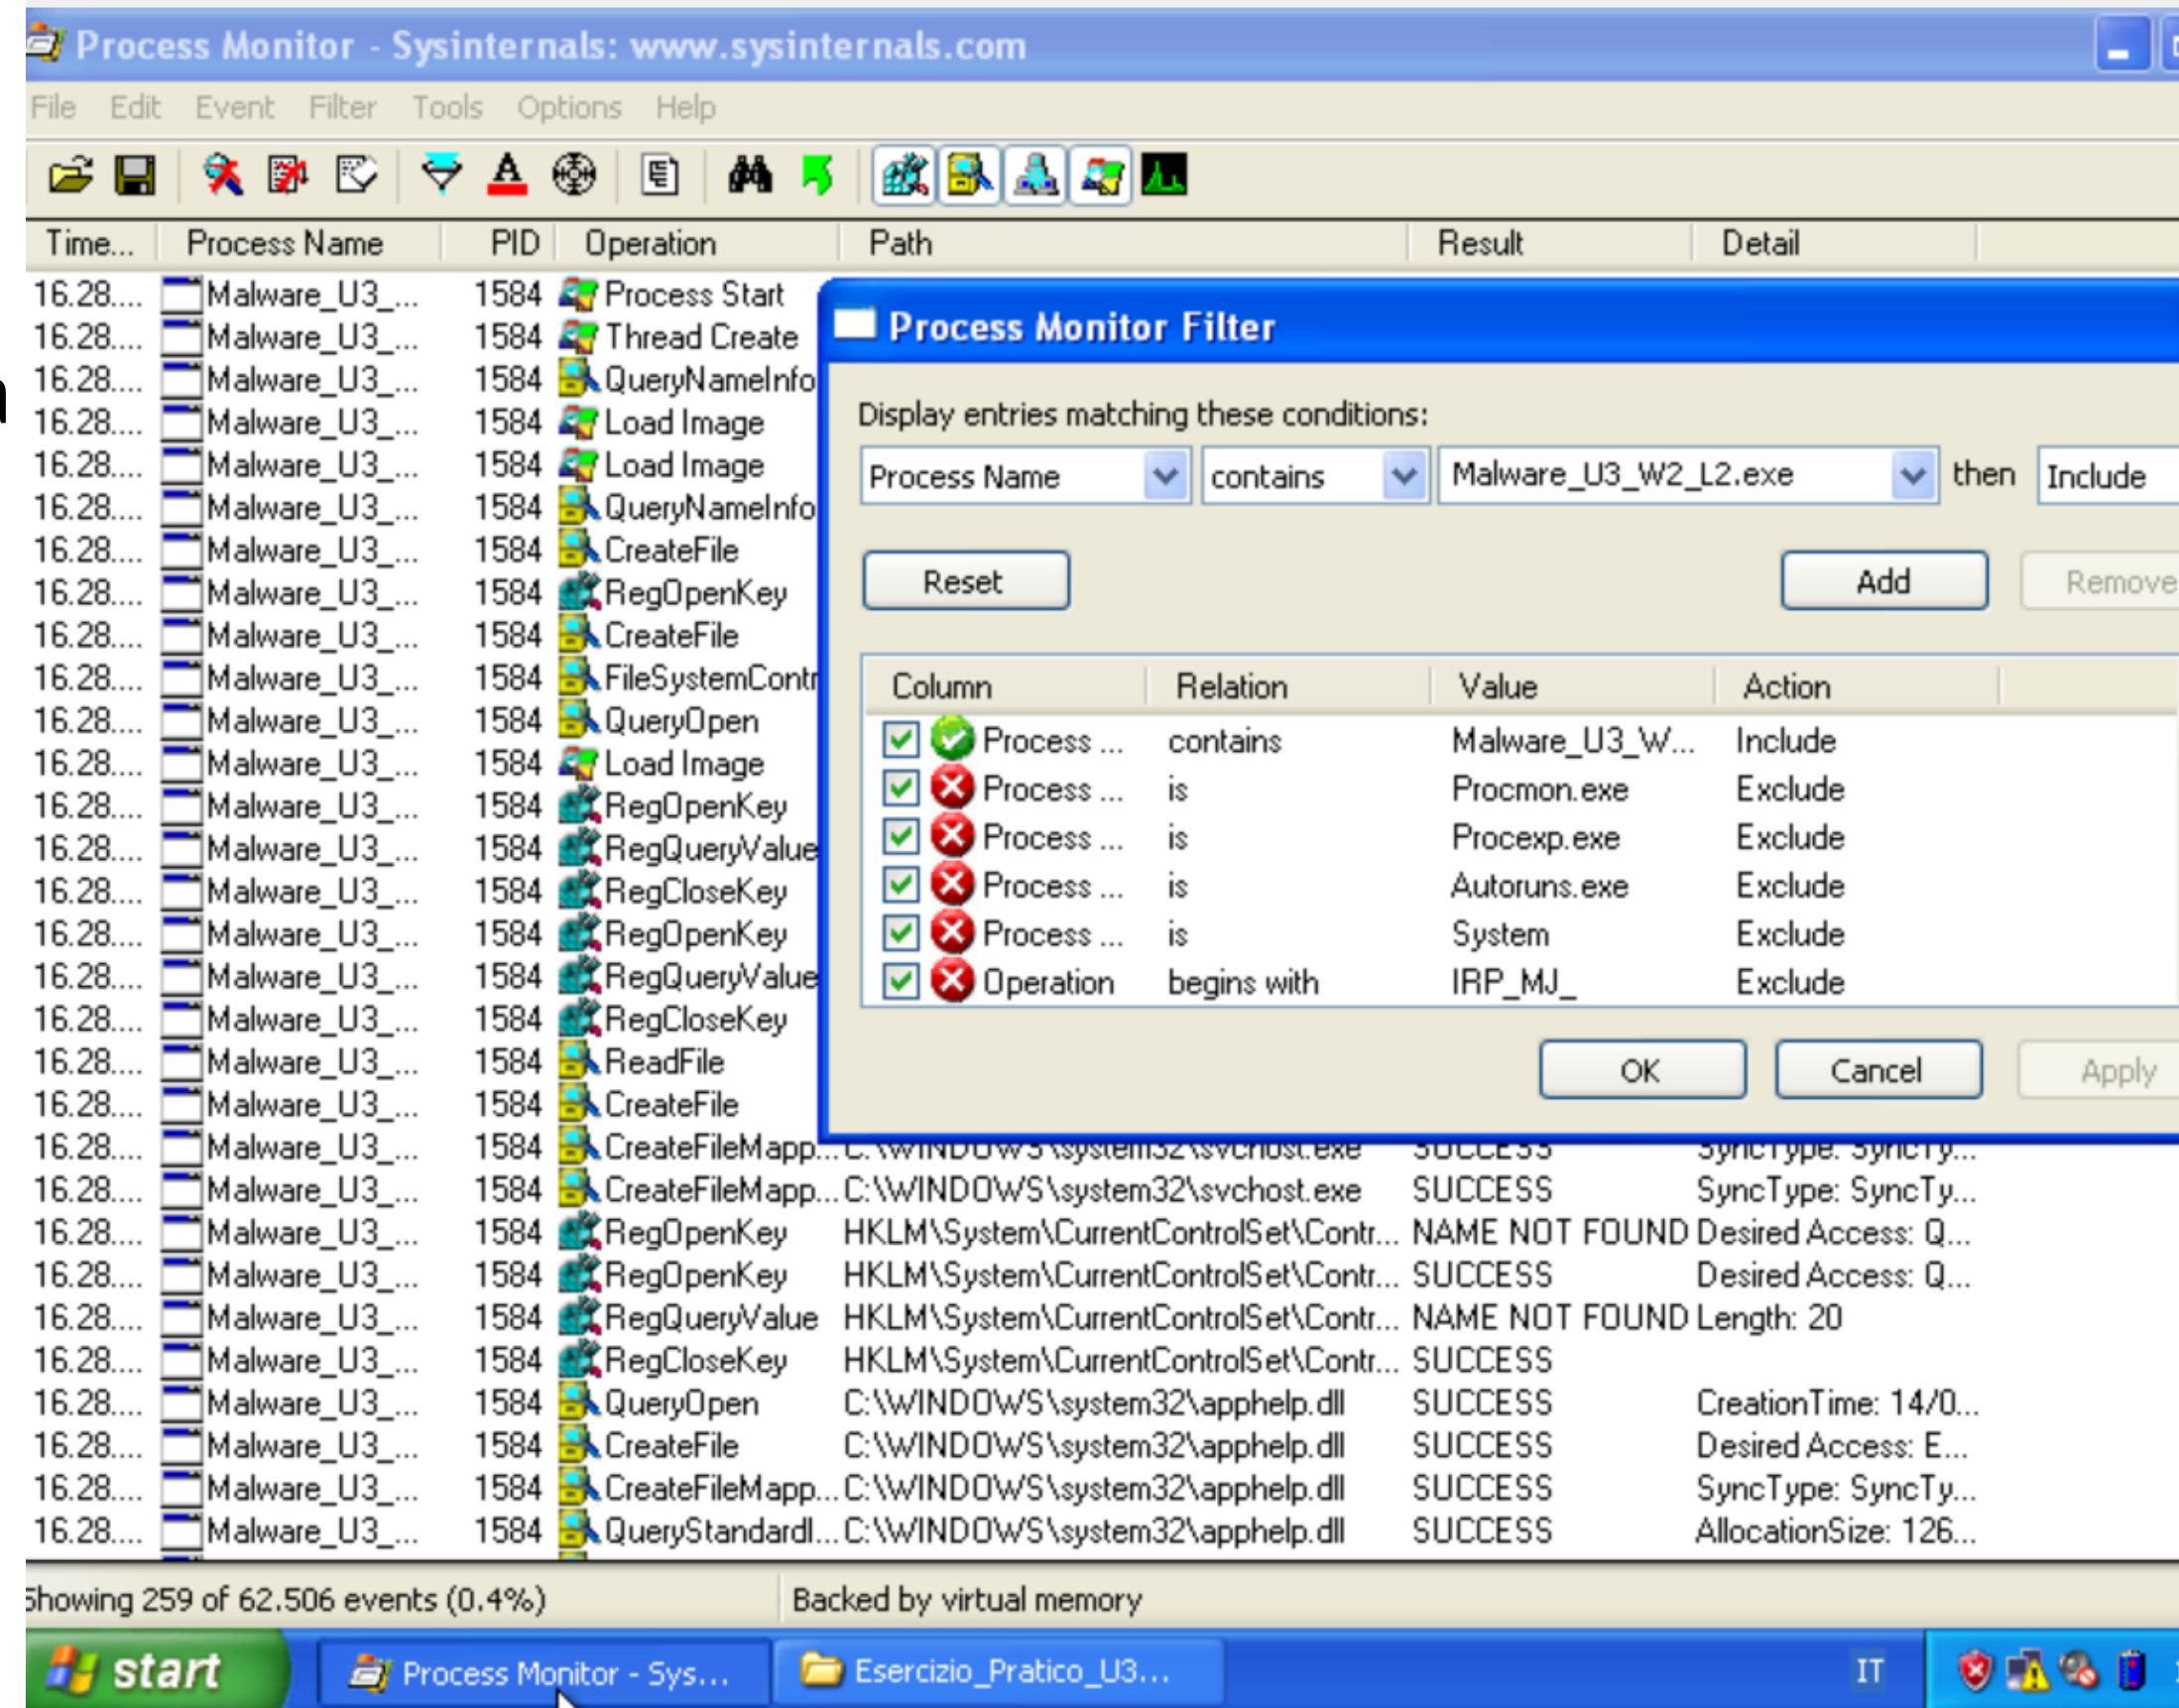 Process Monitor - Sysinternals: www.sysinternals.com
File Edit Event Filter Tools Options Help
Time... Process Name PID Operation Path Result Detail
16.28.... Malware_U3_... 1584 Process Start
16.28.... Malware_U3_... 1584 Thread Create
16.28.... Malware_U3_... 1584 QueryNameInfo
16.28.... Malware_U3_... 1584 Load Image
16.28.... Malware_U3_... 1584 Load Image
16.28.... Malware_U3_... 1584 QueryNameInfo
16.28.... Malware_U3_... 1584 CreateFile
16.28.... Malware_U3_... 1584 RegOpenKey
16.28.... Malware_U3_... 1584 CreateFile
16.28.... Malware_U3_... 1584 FileSystemContr
16.28.... Malware_U3_... 1584 QueryOpen
16.28.... Malware_U3_... 1584 Load Image
16.28.... Malware_U3_... 1584 RegOpenKey
16.28.... Malware_U3_... 1584 RegQueryValue
16.28.... Malware_U3_... 1584 RegCloseKey
16.28.... Malware_U3_... 1584 RegOpenKey
16.28.... Malware_U3_... 1584 RegQueryValue
16.28.... Malware_U3_... 1584 RegCloseKey
16.28.... Malware_U3_... 1584 ReadFile
16.28.... Malware_U3_... 1584 CreateFile
16.28.... Malware_U3_... 1584 CreateFileMapp... C:\WINDOWS\system32\svchost.exe SUCCESS SyncType: SyncTy...
16.28.... Malware_U3_... 1584 CreateFileMapp... C:\WINDOWS\system32\svchost.exe SUCCESS SyncType: SyncTy...
16.28.... Malware_U3_... 1584 RegOpenKey HKLM\System\CurrentControlSet\Contr... NAME NOT FOUND Desired Access: Q...
16.28.... Malware_U3_... 1584 RegOpenKey HKLM\System\CurrentControlSet\Contr... SUCCESS Desired Access: Q...
16.28.... Malware_U3_... 1584 RegQueryValue HKLM\System\CurrentControlSet\Contr... NAME NOT FOUND Length: 20
16.28.... Malware_U3_... 1584 RegCloseKey HKLM\System\CurrentControlSet\Contr... SUCCESS
16.28.... Malware_U3_... 1584 QueryOpen C:\WINDOWS\system32\apphelp.dll SUCCESS CreationTime: 14/0...
16.28.... Malware_U3_... 1584 CreateFile C:\WINDOWS\system32\apphelp.dll SUCCESS Desired Access: E...
16.28.... Malware_U3_... 1584 CreateFileMapp... C:\WINDOWS\system32\apphelp.dll SUCCESS SyncType: SyncTy...
16.28.... Malware_U3_... 1584 QueryStandardI... C:\WINDOWS\system32\apphelp.dll SUCCESS AllocationSize: 126...
Process Monitor Filter
Display entries matching these conditions:
Process Name contains Malware_U3_W2_L2.exe then Include
Reset Add Remove
Column Relation Value Action
Process ... contains Malware_U3_W... Include
Process ... is Procmon.exe Exclude
Process ... is Procexp.exe Exclude
Process ... is Autoruns.exe Exclude
Process ... is System Exclude
Operation begins with IRP_MJ_ Exclude
OK Cancel Apply
Showing 259 of 62.506 events (0.4%) Backed by virtual memory
start Process Monitor - Sys... Esercizio_Pratico_U3... IT